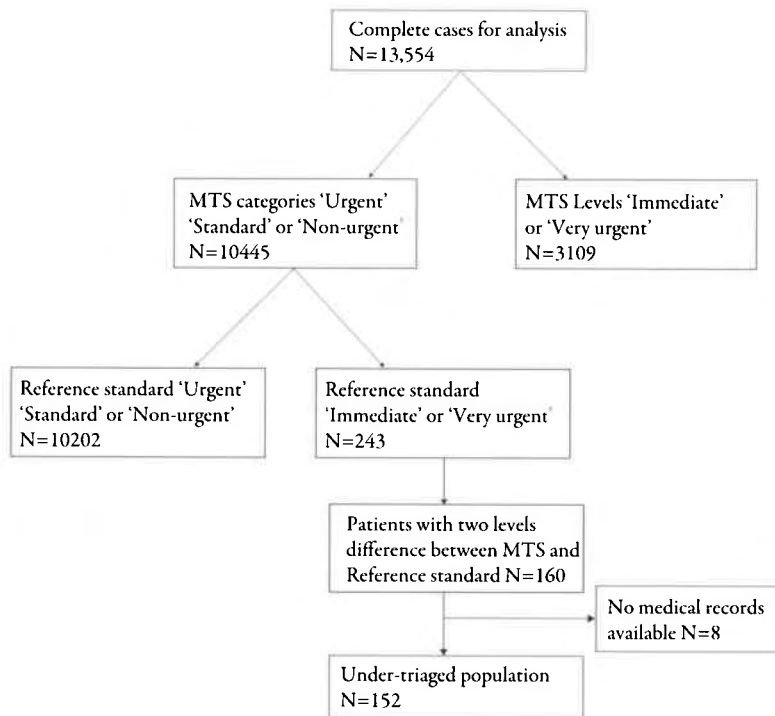 Complete cases for analysis
N=13,554
MTS categories ‘Urgent’
‘Standard’ or ‘Non-urgent’
N=10445
MTS Levels ‘Immediate’
or ‘Very urgent’
N=3109
Reference standard ‘Urgent’
‘Standard’ or ‘Non-urgent’
N=10202
Reference standard
‘Immediate’ or ‘Very urgent’
N=243
Patients with two levels
difference between MTS and
Reference standard N=160
No medical records
available N=8
Under-triaged population
N=152